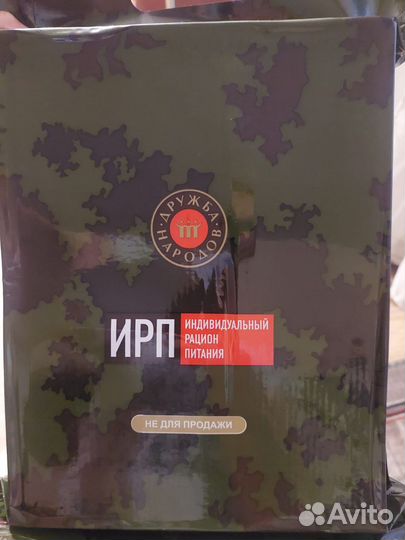 ДРУЖБА
НАРОДОВ
ИРП
ИНДИВИДУАЛЬНЫЙ
РАЦИОН
ПИТАНИЯ
НЕ ДЛЯ ПРОДАЖИ
Avito